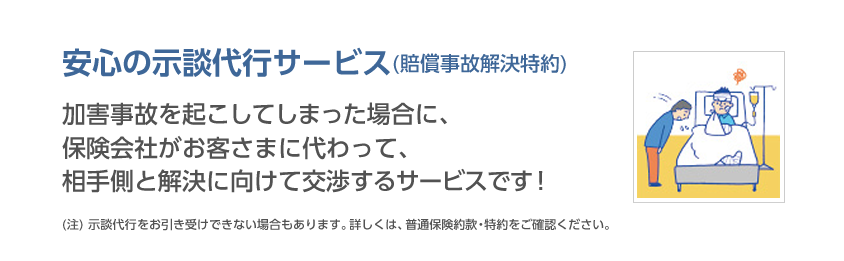 安心の示談代行サービス(賠償事故解決特約)
加害事故を起こしてしまった場合に、
保険会社がお客さまに代わって、
相手側と解決に向けて交渉するサービスです！
(注) 示談代行をお引き受けできない場合もあります。詳しくは、普通保険約款・特約をご確認ください。